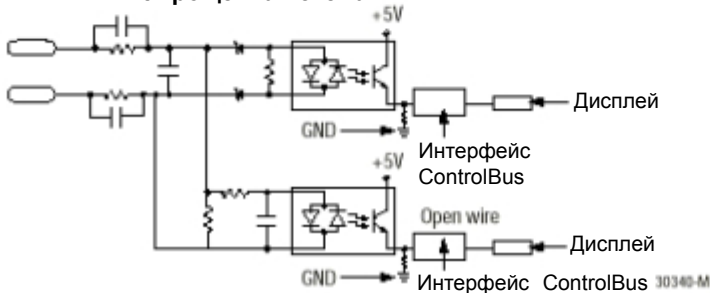 +5V
Дисплей
GND
Интерфейс
ControlBus
+5V
Open wire
Дисплей
GND
Интерфейс ControlBus 30340-M